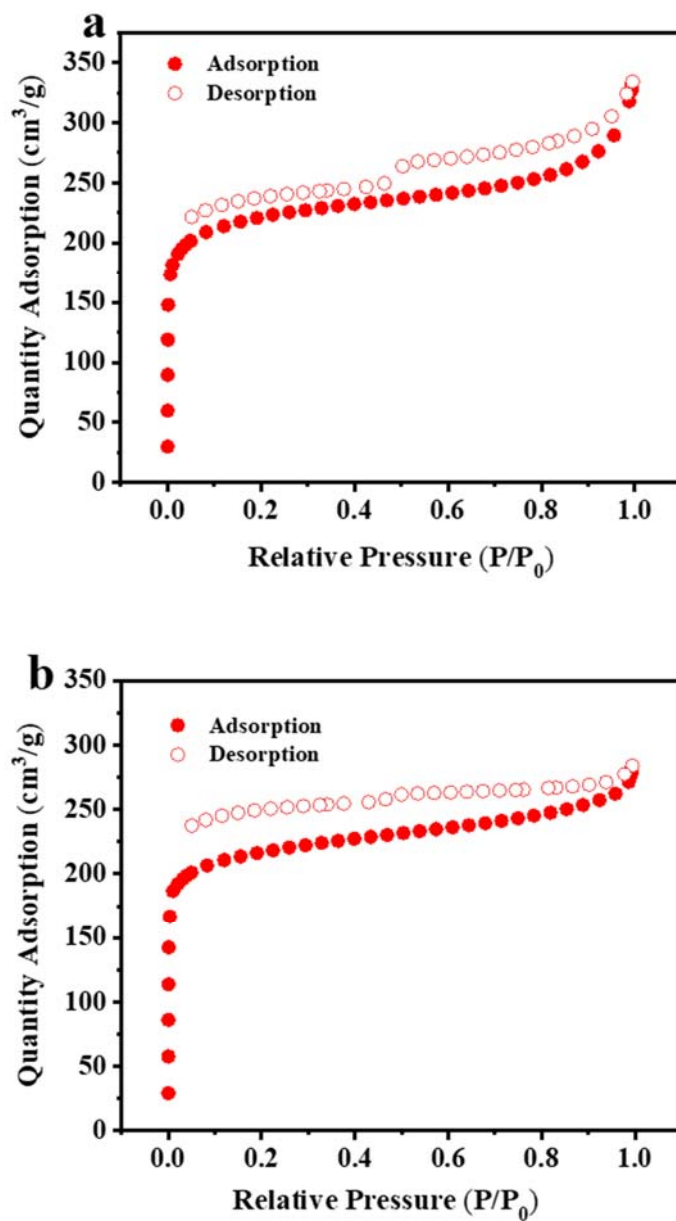 a
350
Adsorption
Desorption
300
250
200
150
100
50
0
Quantity Adsorption (cm³/g)
0.0 0.2 0.4 0.6 0.8 1.0
Relative Pressure (P/P₀)
b
350
Adsorption
Desorption
300
250
200
150
100
50
0
Quantity Adsorption (cm³/g)
0.0 0.2 0.4 0.6 0.8 1.0
Relative Pressure (P/P₀)